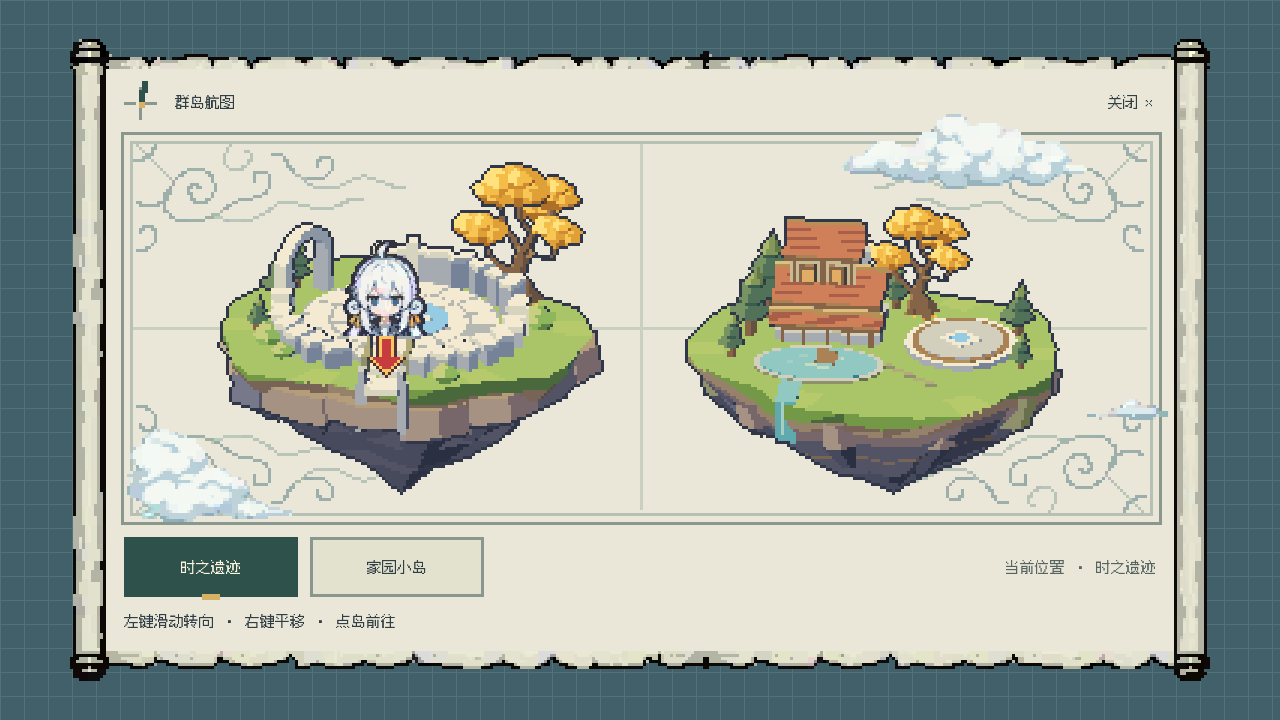 群岛航图
关闭 ×
时之遗迹
家园小岛
当前位置 · 时之遗迹
左键滑动转向 · 右键平移 · 点岛前往